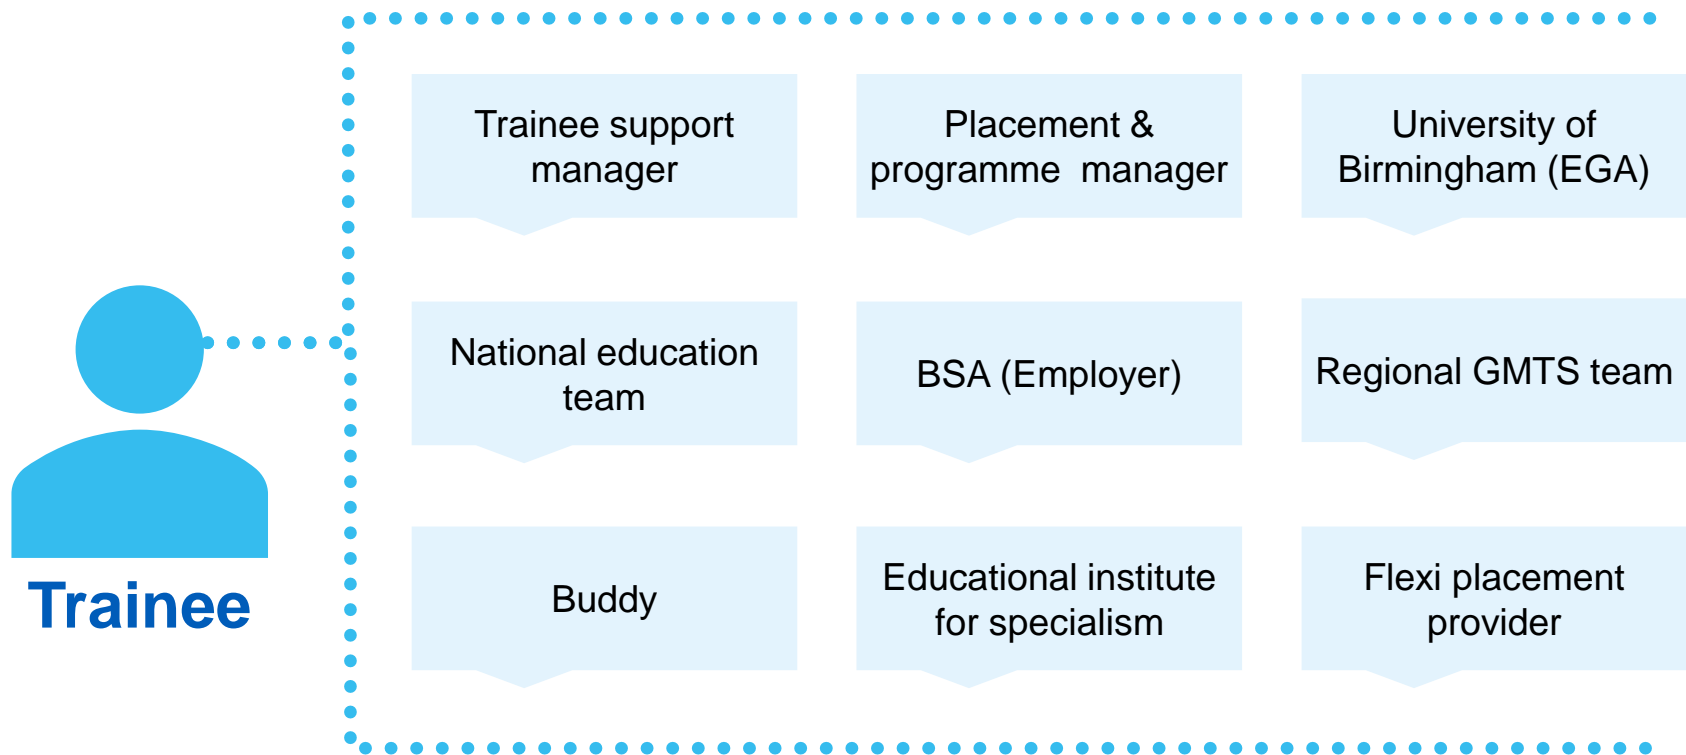 Trainee support
manager
Placement &
programme  manager
University of
Birmingham (EGA)
National education
team
BSA (Employer)
Regional GMTS team
Trainee
Buddy
Educational institute
for specialism
Flexi placement
provider